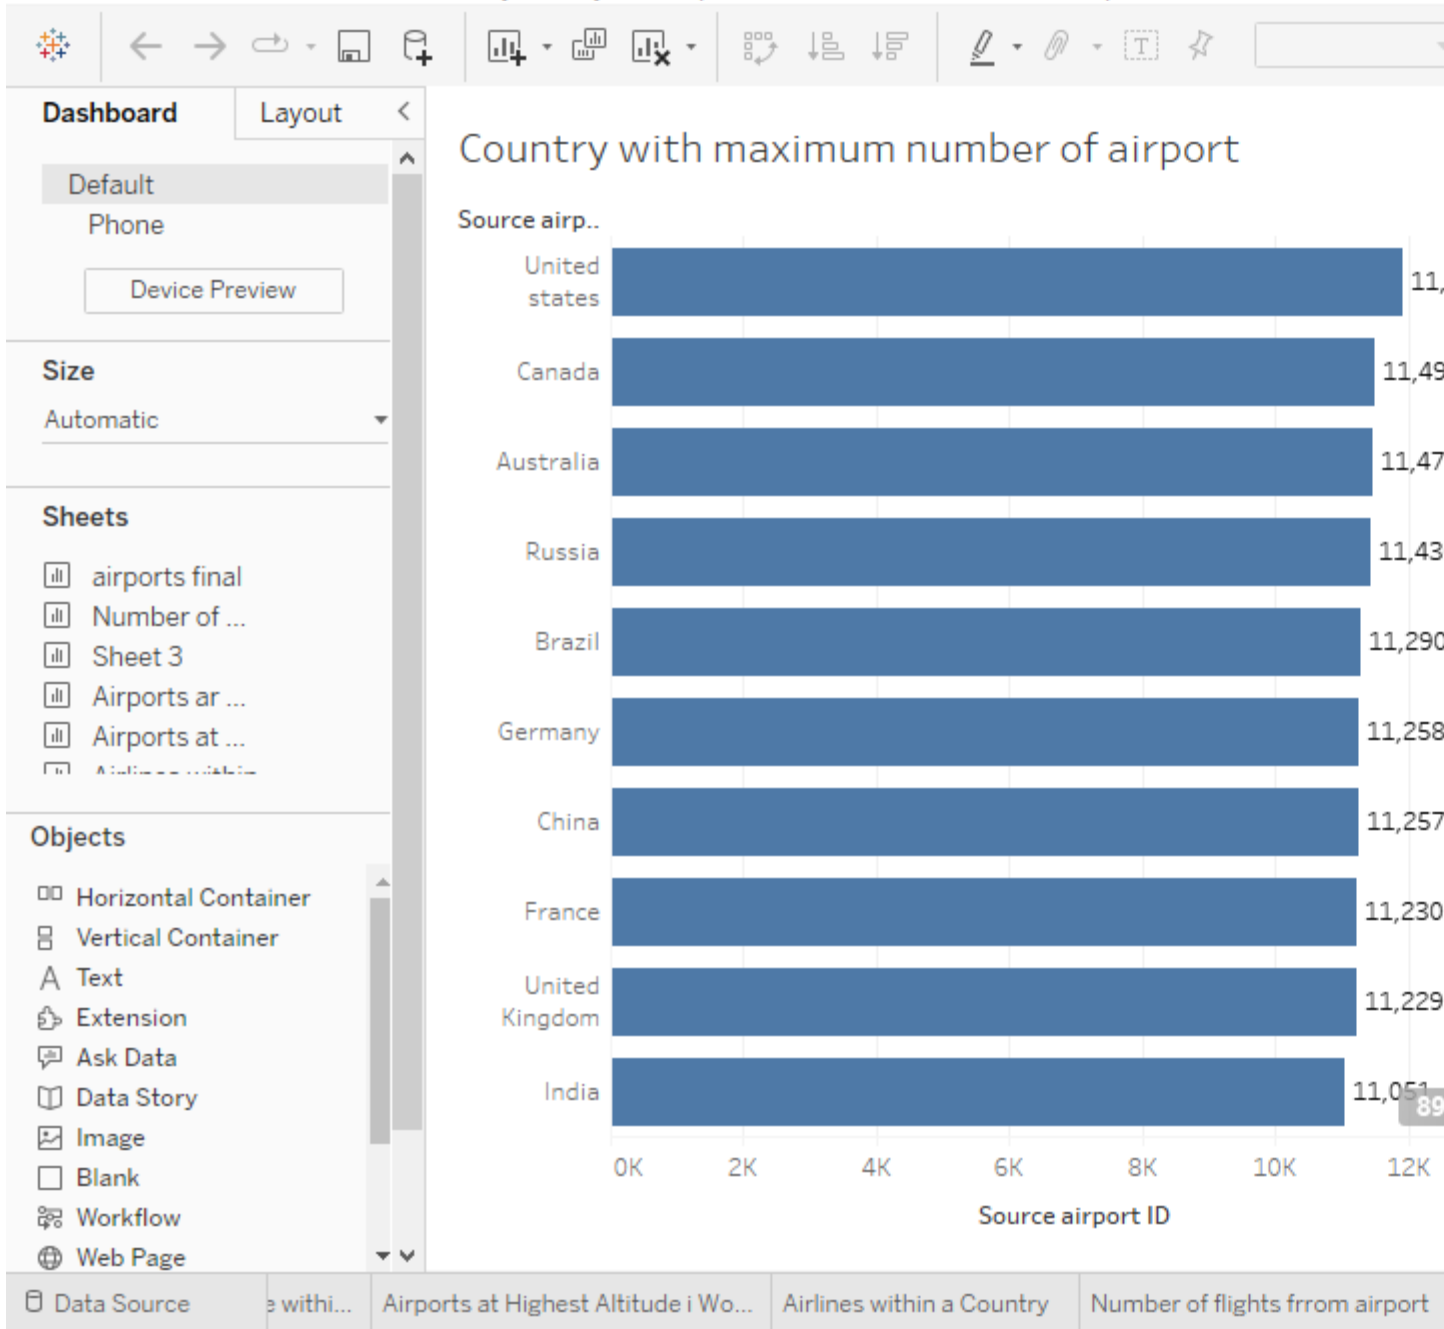 Dashboard
Layout
Default
Phone
Device Preview
Size
Automatic
Sheets
airports final
Number of ...
Sheet 3
Airports ar ...
Airports at ...
Objects
Horizontal Container
Vertical Container
Text
Extension
Ask Data
Data Story
Image
Blank
Workflow
Web Page
Country with maximum number of airport
Source airp..
United
states
11,
Canada
11,49
Australia
11,47
Russia
11,43
Brazil
11,290
Germany
11,258
China
11,257
France
11,230
United
Kingdom
11,229
India
11,051
89
0K 2K 4K 6K 8K 10K 12K
Source airport ID
Data Source
e withi...
Airports at Highest Altitude i Wo...
Airlines within a Country
Number of flights frrom airport